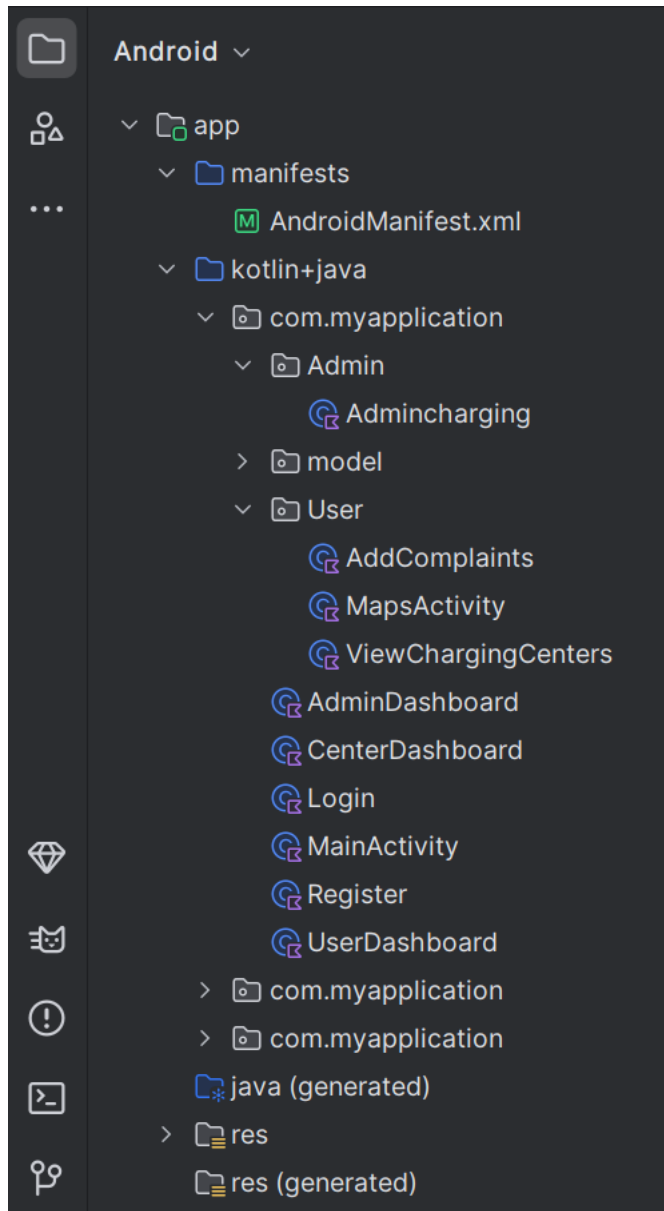 Android
app
manifests
M AndroidManifest.xml
kotlin+java
com.myapplication
Admin
Admincharging
model
User
AddComplaints
MapsActivity
ViewChargingCenters
AdminDashboard
CenterDashboard
Login
MainActivity
Register
UserDashboard
com.myapplication
com.myapplication
java (generated)
res
res (generated)